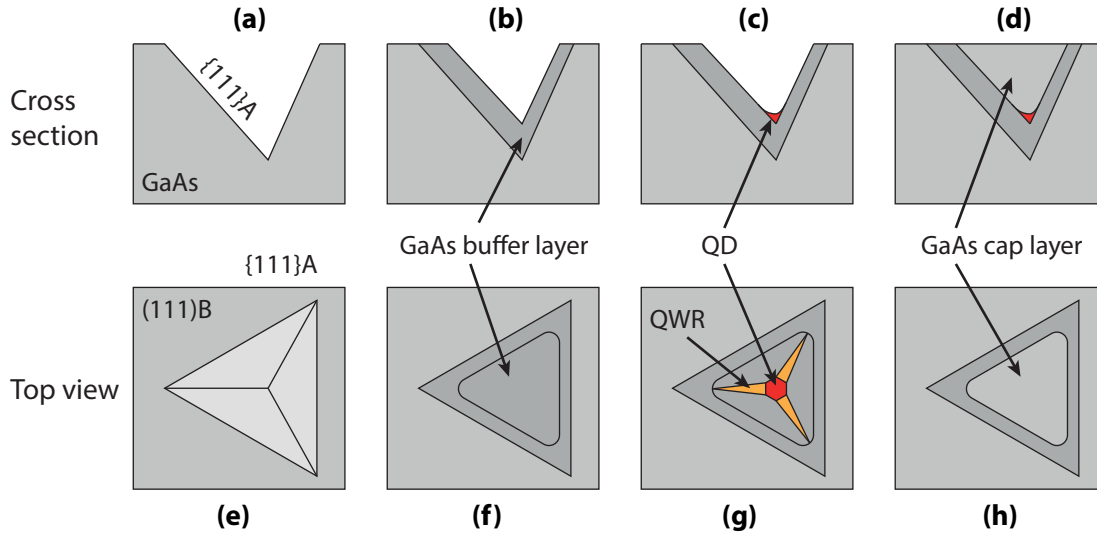 (a)
(b)
(c)
(d)
Cross
section
{111}A
GaAs
GaAs buffer layer
QD
GaAs cap layer
{111}A
(111)B
QWR
Top view
(e)
(f)
(g)
(h)